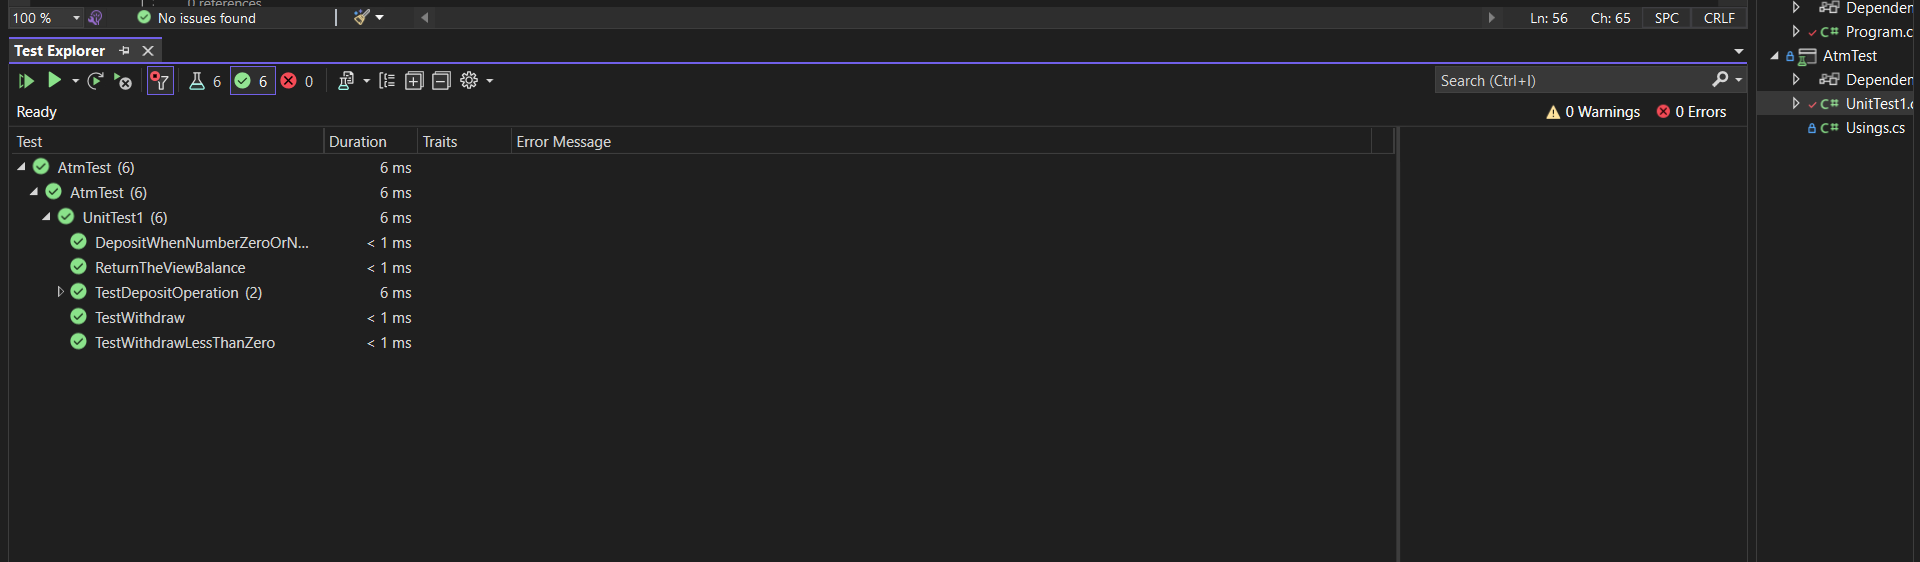 0 references
100 %
No issues found
Ln: 56 Ch: 65 SPC CRLF
Test Explorer
6 6 0
Search (Ctrl+I)
Ready
0 Warnings 0 Errors
Test Duration Traits Error Message
AtmTest (6) 6 ms
AtmTest (6) 6 ms
UnitTest1 (6) 6 ms
DepositWhenNumberZeroOrN... < 1 ms
ReturnTheViewBalance < 1 ms
TestDepositOperation (2) 6 ms
TestWithdraw < 1 ms
TestWithdrawLessThanZero < 1 ms
Dependen
C# Program.c
AtmTest
Dependen
C# UnitTest1.c
C# Usings.cs